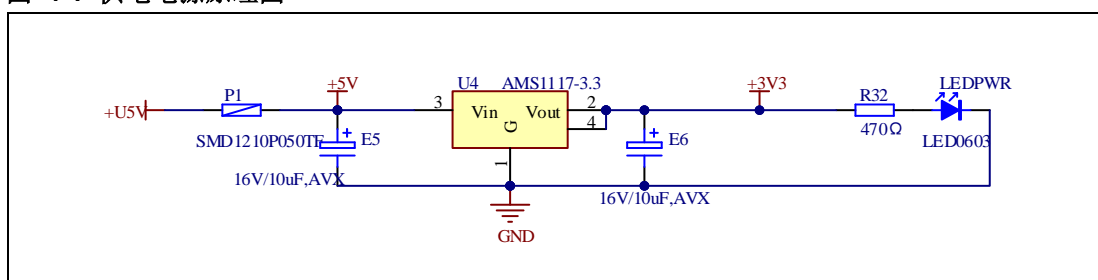 +U5V
P1
SMD1210P050TF
+5V
E5
16V/10uF,AVX
U4
AMS1117-3.3
3
Vin
Vout
G
2
4
1
GND
E6
16V/10uF,AVX
+3V3
R32
470Ω
LEDPWR
LED0603